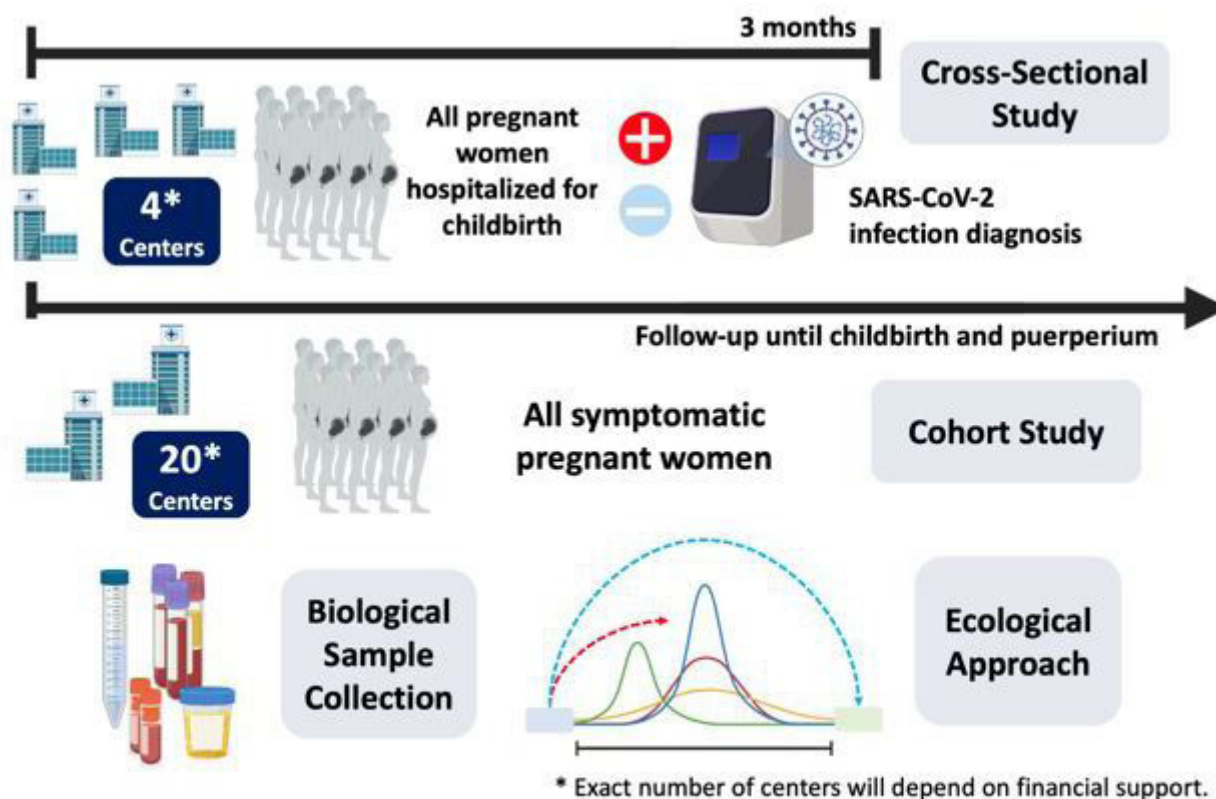 3 months
Cross-Sectional
Study
All pregnant
women
hospitalized for
childbirth
4*
Centers
SARS-CoV-2
infection diagnosis
Follow-up until childbirth and puerperium
20*
Centers
All symptomatic
pregnant women
Cohort Study
Biological
Sample
Collection
Ecological
Approach
* Exact number of centers will depend on financial support.